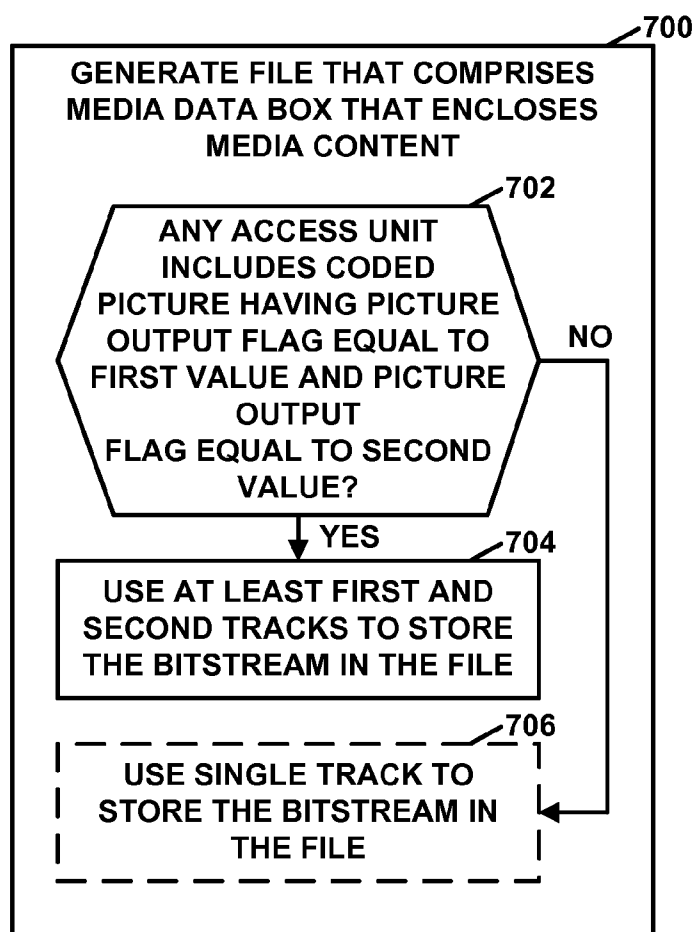 700
GENERATE FILE THAT COMPRISES
MEDIA DATA BOX THAT ENCLOSES
MEDIA CONTENT
702
ANY ACCESS UNIT
INCLUDES CODED
PICTURE HAVING PICTURE
OUTPUT FLAG EQUAL TO
FIRST VALUE AND PICTURE
OUTPUT
FLAG EQUAL TO SECOND
VALUE?
NO
YES
704
USE AT LEAST FIRST AND
SECOND TRACKS TO STORE
THE BITSTREAM IN THE FILE
706
USE SINGLE TRACK TO
STORE THE BITSTREAM IN
THE FILE